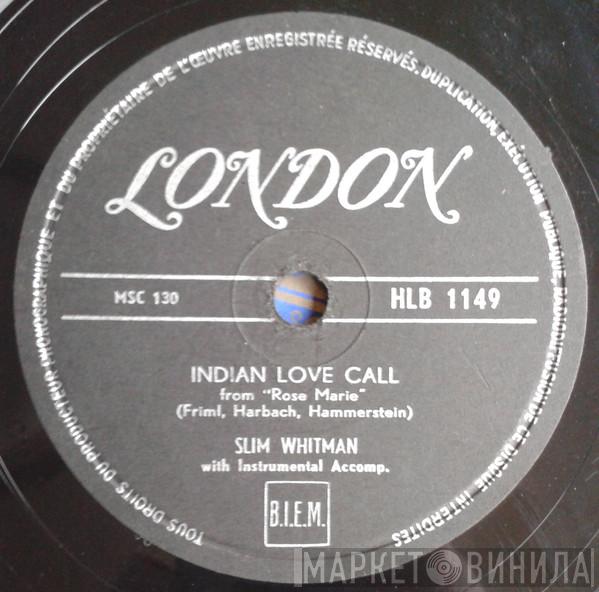 TOUS DROITS DU PRODUCTEUR PHONOGRAPHIQUE ET DU PROPRIÉTAIRE DE L'ŒUVRE ENREGISTRÉE RÉSERVÉS. DUPLICATION, EXÉCUTION PUBLIQUE, RADIODIFFUSION DE CE DISQUE INTERDITES
LONDON
MSC 130
HLB 1149
INDIAN LOVE CALL
from "Rose Marie"
(Friml, Harbach, Hammerstein)
SLIM WHITMAN
with Instrumental Accomp.
B.I.E.M.
МАРКЕТ ВИНИЛА